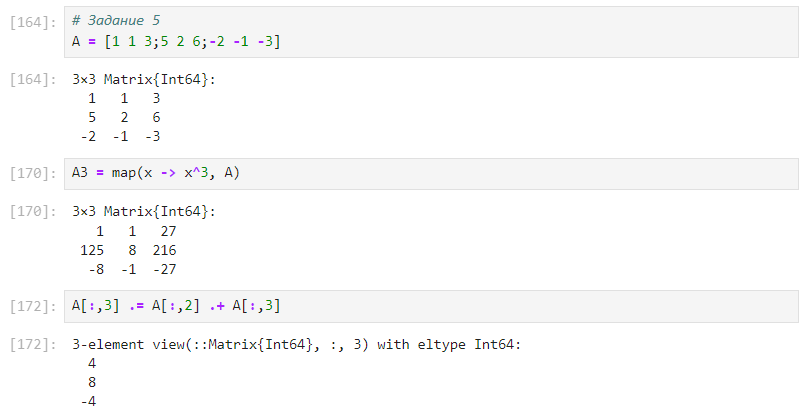 [164]: # Задание 5
A = [1 1 3;5 2 6;-2 -1 -3]
[164]: 3×3 Matrix{Int64}:
1 1 3
5 2 6
-2 -1 -3
[170]: A3 = map(x -> x^3, A)
[170]: 3×3 Matrix{Int64}:
1 1 27
125 8 216
-8 -1 -27
[172]: A[:,3] .= A[:,2] .+ A[:,3]
[172]: 3-element view(::Matrix{Int64}, :, 3) with eltype Int64:
4
8
-4